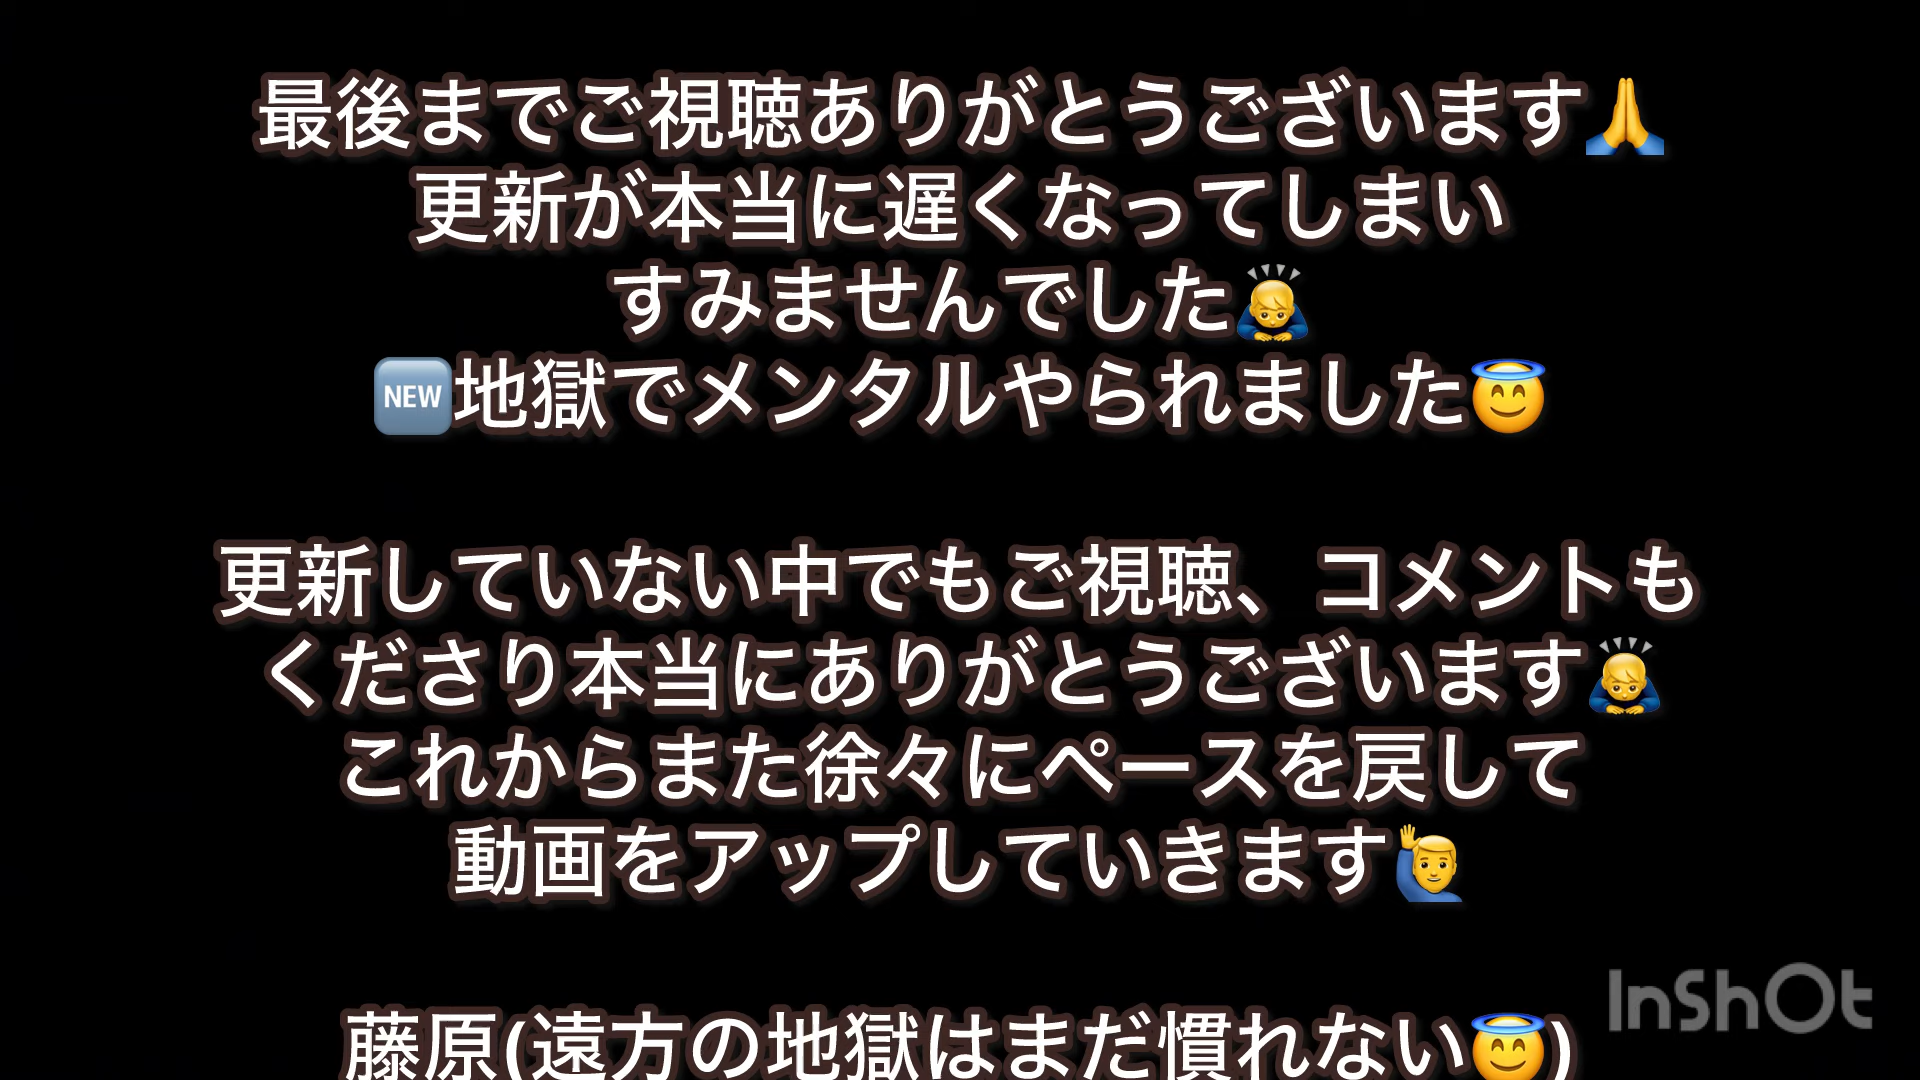 最後までご視聴ありがとうございます🙏
更新が本当に遅くなってしまい
すみませんでした🙇‍♂️
🆕地獄でメンタルやられました😇
更新していない中でもご視聴、コメントも
くださり本当にありがとうございます🙇‍♂️
これからまた徐々にペースを戻して
動画をアップしていきます🙋‍♂️
藤原(遠方の地獄はまだ慣れない😇)
InShOt